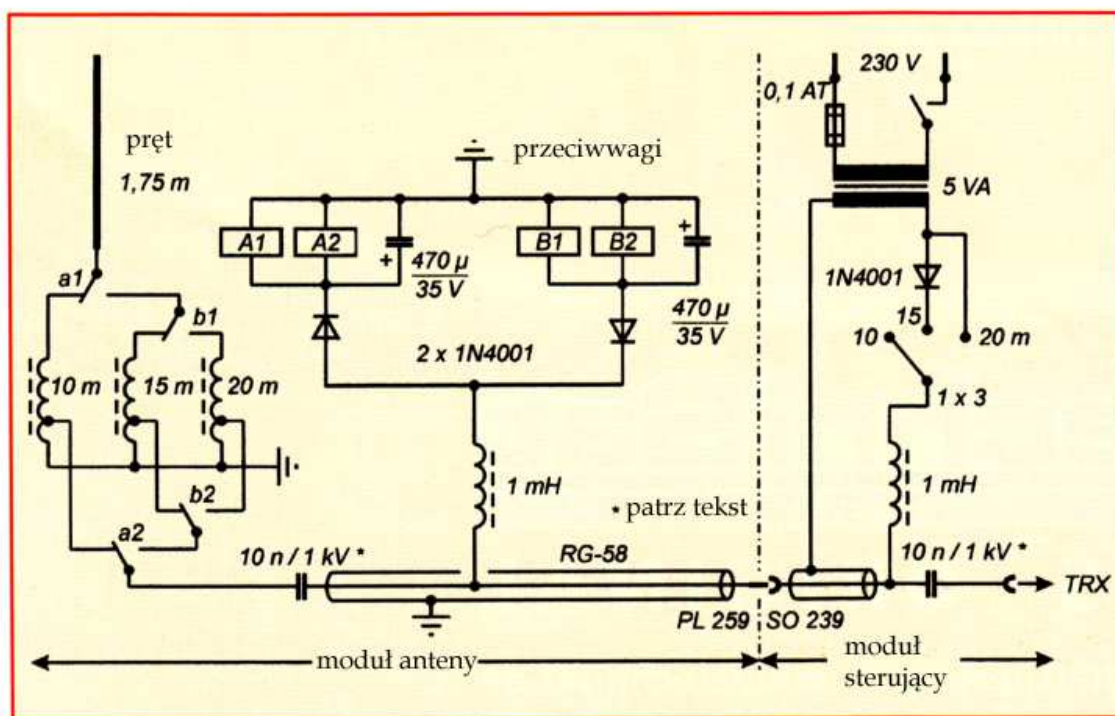 230 V
0,1 AT
pręt
1,75 m
przeciwwagi
5 VA
a1
A1
A2
+
470 µ
35 V
B1
B2
+
470 µ
35 V
1N4001
b1
2 x 1N4001
15
10
20 m
10 m
15 m
20 m
1 x 3
b2
1 mH
* patrz tekst
1 mH
a2
10 n / 1 kV *
RG-58
10 n / 1 kV *
TRX
PL 259
SO 239
moduł anteny
moduł
sterujący